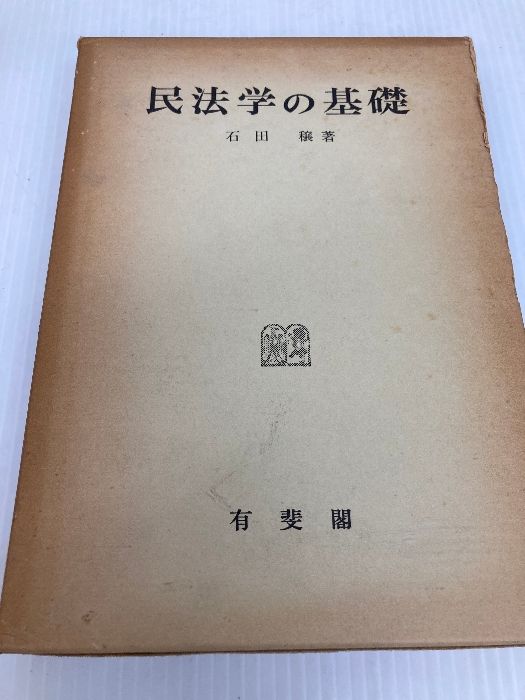 民法学の基礎
石田 穣著
有斐閣